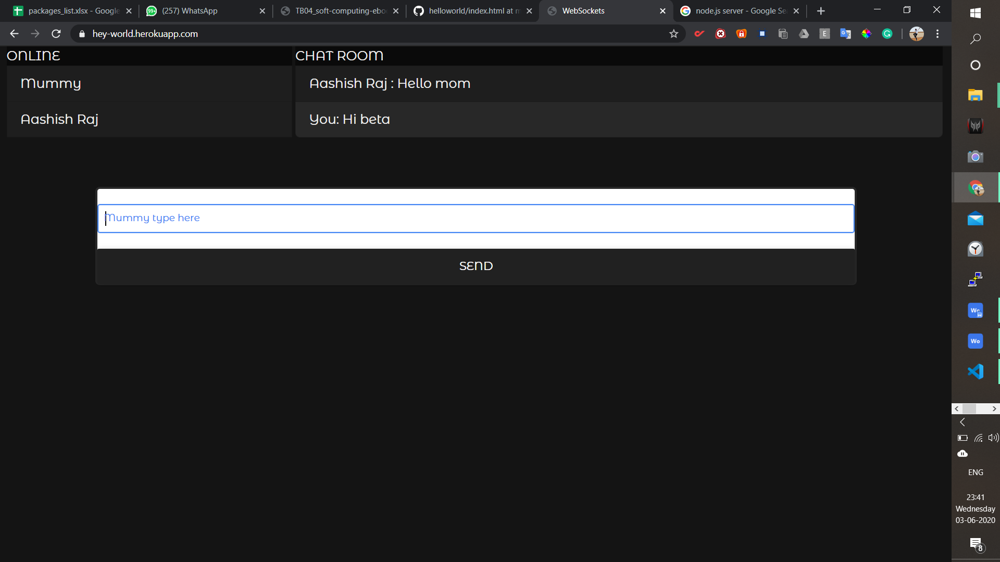 packages_list.xlsx - Google
(257) WhatsApp
TB04_soft-computing-ebo
helloworld/index.html at m
WebSockets
node.js server - Google Se
hey-world.herokuapp.com
ONLINE
Mummy
Aashish Raj
CHAT ROOM
Aashish Raj : Hello mom
You: Hi beta
Mummy type here
SEND
99+
E
G
Wo
ENG
23:41
Wednesday
03-06-2020
8